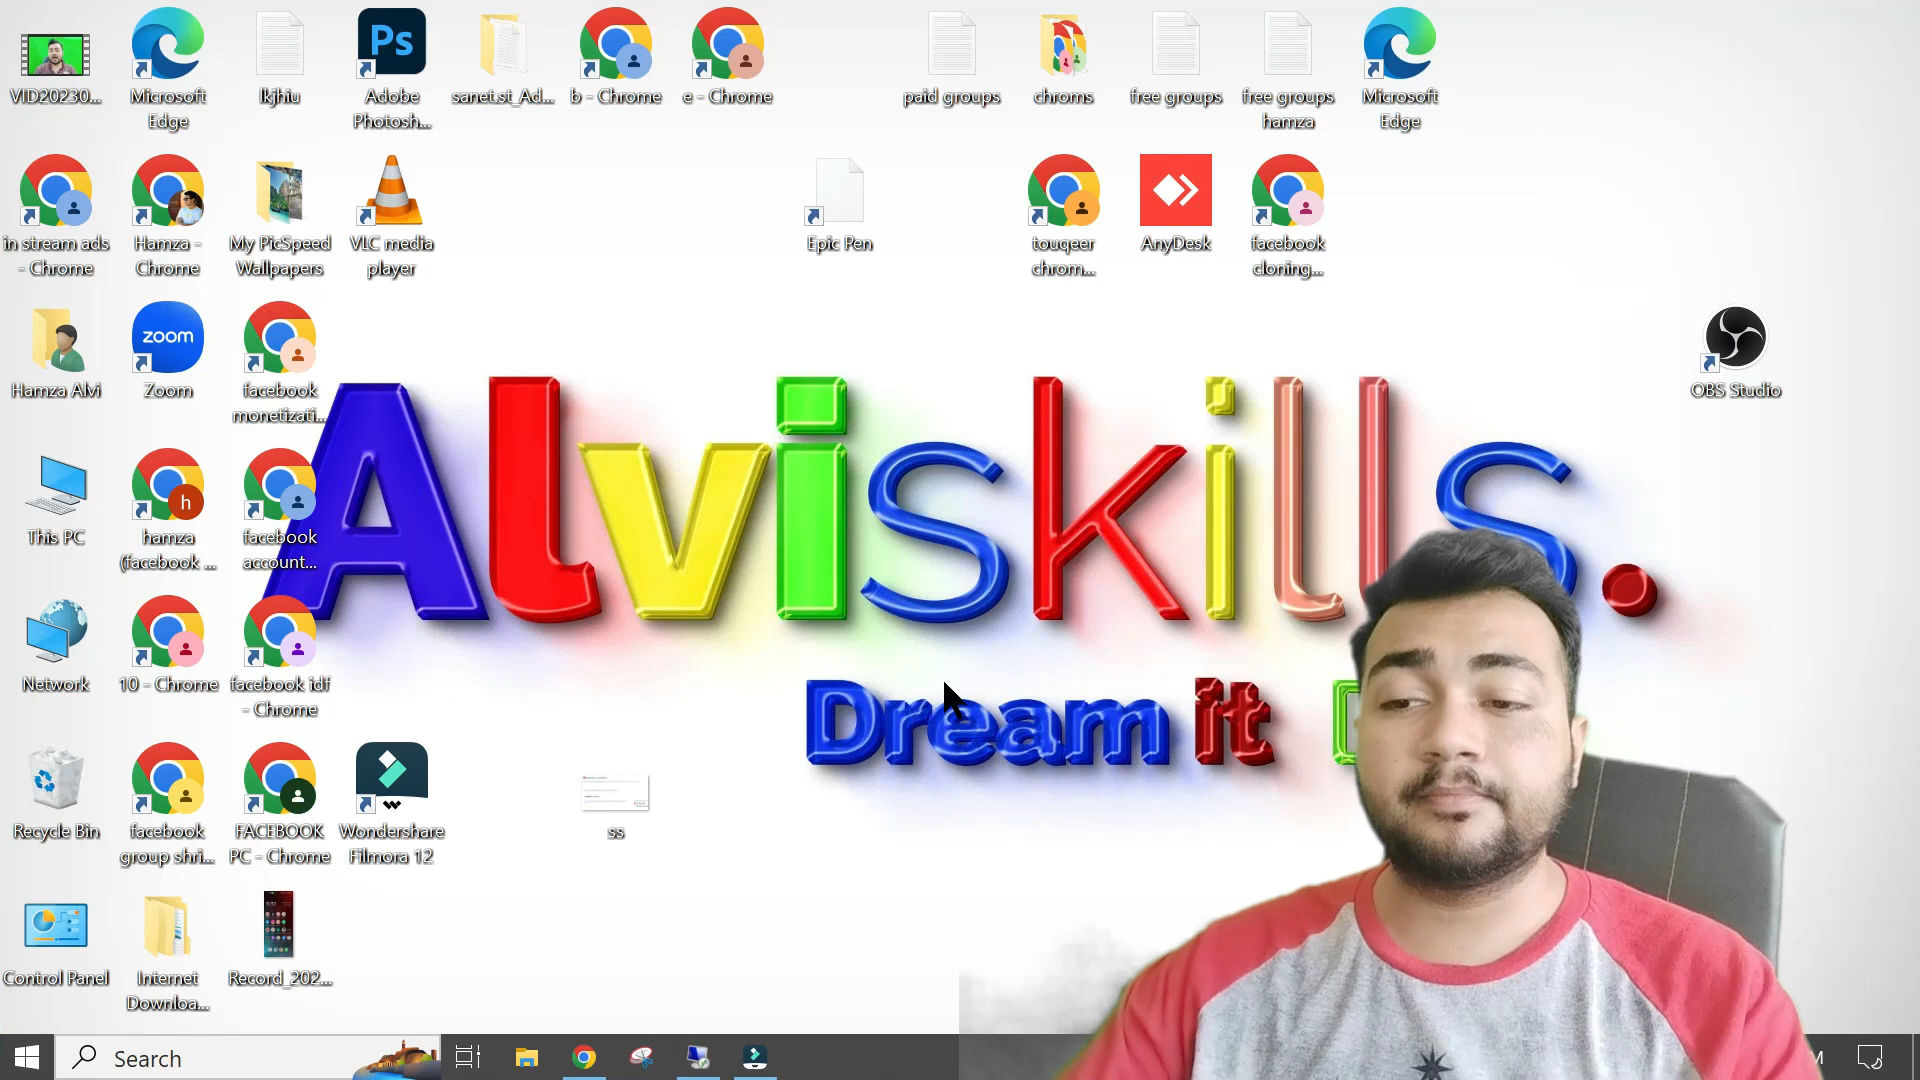 VID20230...
Microsoft
Edge
lkjhiu
Ps
Adobe
Photosh...
sanet.st_Ad...
b - Chrome
e - Chrome
paid groups
chroms
free groups
free groups
hamza
Microsoft
Edge
in stream ads
- Chrome
Hamza -
Chrome
My PicSpeed
Wallpapers
VLC media
player
Epic Pen
touqeer
chrom...
AnyDesk
facebook
cloning...
Hamza Alvi
zoom
Zoom
facebook
monetizati...
OBS Studio
Alviskills.
This PC
h
hamza
(facebook ...
facebook
account...
Network
10 - Chrome
facebook idf
- Chrome
Dream it D
Recycle Bin
facebook
group shri...
FACEBOOK
PC - Chrome
Wondershare
Filmora 12
ss
Control Panel
Internet
Downloa...
Record_202...
Search
M